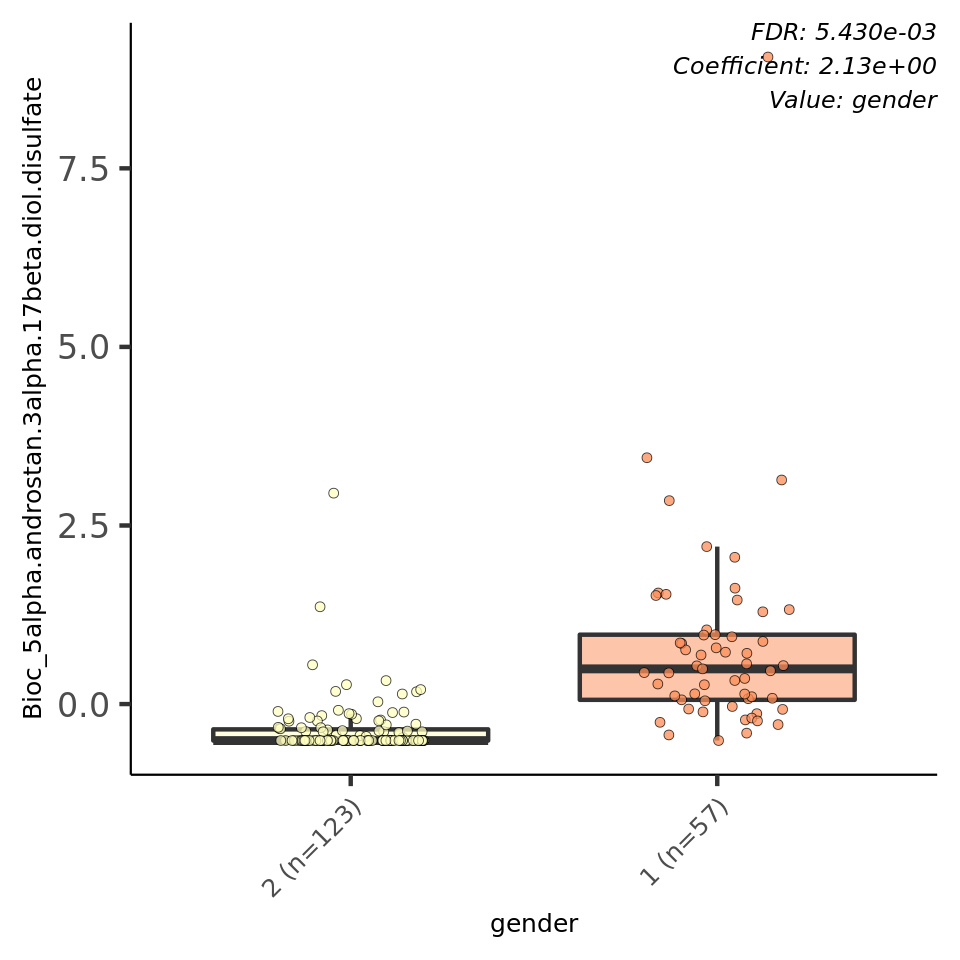 FDR: 5.430e-03
Coefficient: 2.13e+00
Value: gender
Bioc_5alpha.androstan.3alpha.17beta.diol.disulfate
7.5
5.0
2.5
0.0
2 (n=123)
1 (n=57)
gender